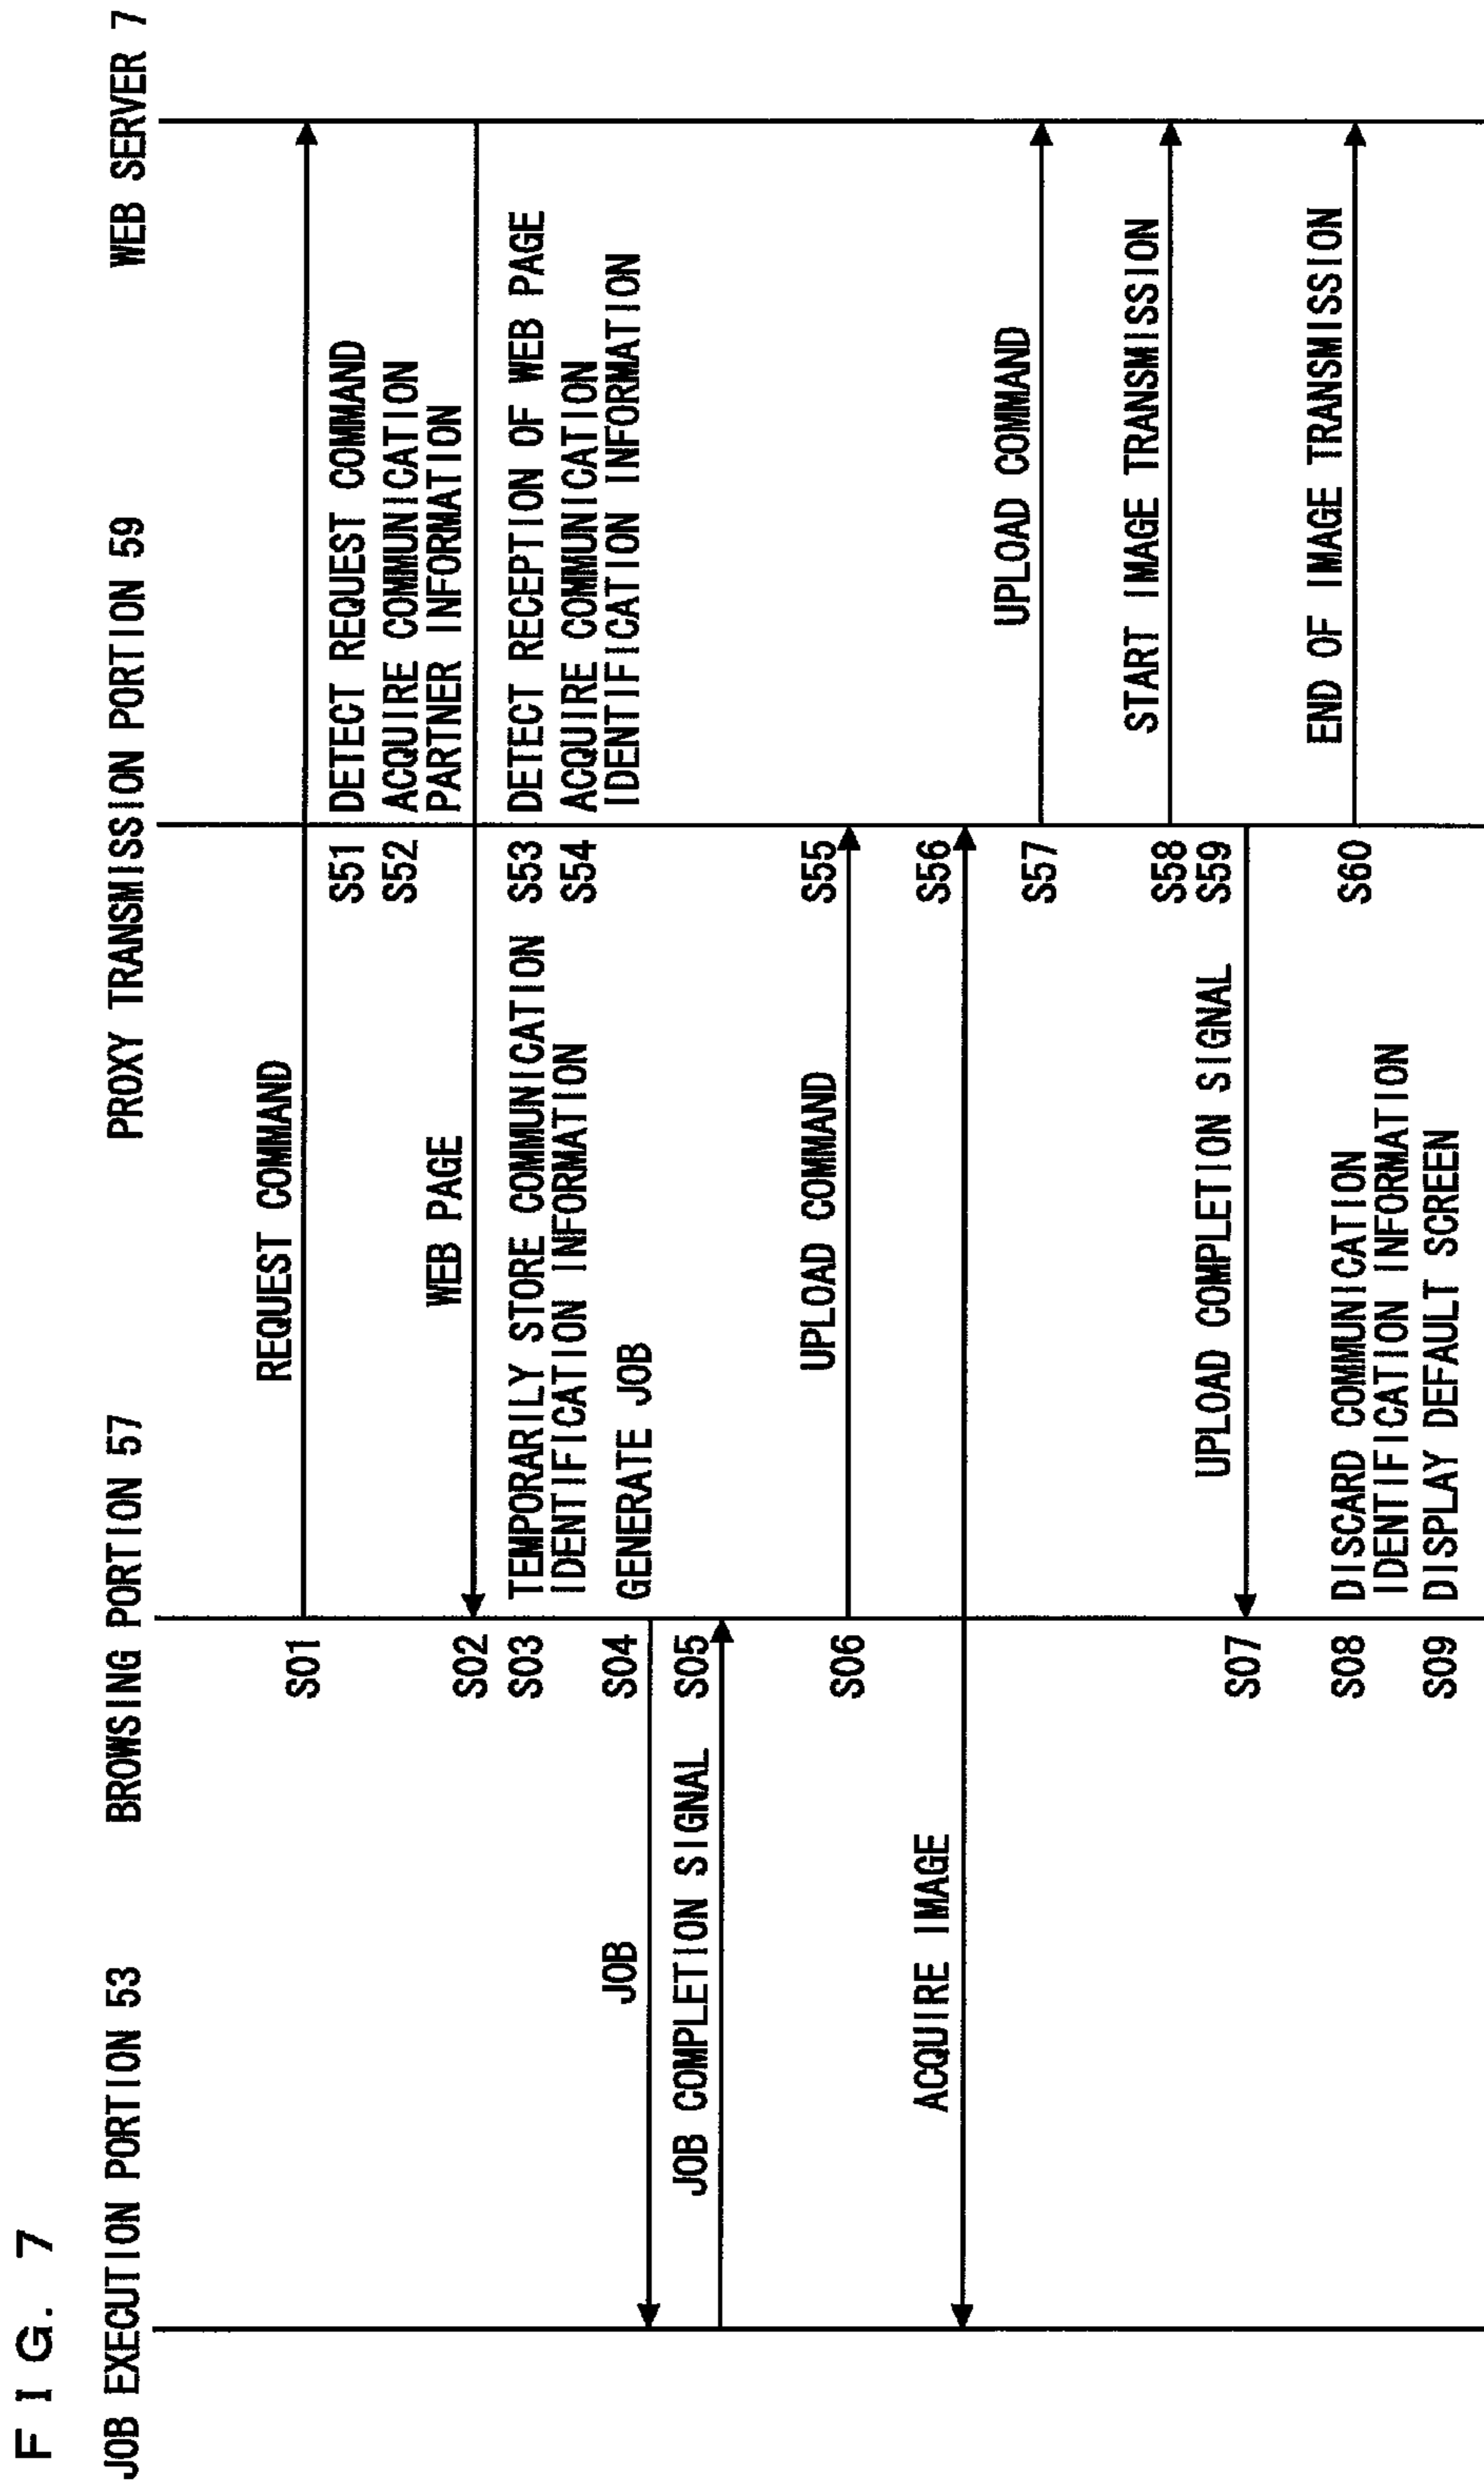 FIG. 7
JOB EXECUTION PORTION 53
BROWSING PORTION 57
PROXY TRANSMISSION PORTION 59
WEB SERVER 7
REQUEST COMMAND
S01
S51 DETECT REQUEST COMMAND
S52 ACQUIRE COMMUNICATION
PARTNER INFORMATION
WEB PAGE
S02
S03 TEMPORARILY STORE COMMUNICATION
IDENTIFICATION INFORMATION
S53 DETECT RECEPTION OF WEB PAGE
S54 ACQUIRE COMMUNICATION
IDENTIFICATION INFORMATION
JOB
S04 GENERATE JOB
JOB COMPLETION SIGNAL
S05
UPLOAD COMMAND
S06
S55
ACQUIRE IMAGE
S56
UPLOAD COMMAND
S57
START IMAGE TRANSMISSION
S58
UPLOAD COMPLETION SIGNAL
S59
S07
END OF IMAGE TRANSMISSION
S60
S08 DISCARD COMMUNICATION
IDENTIFICATION INFORMATION
S09 DISPLAY DEFAULT SCREEN